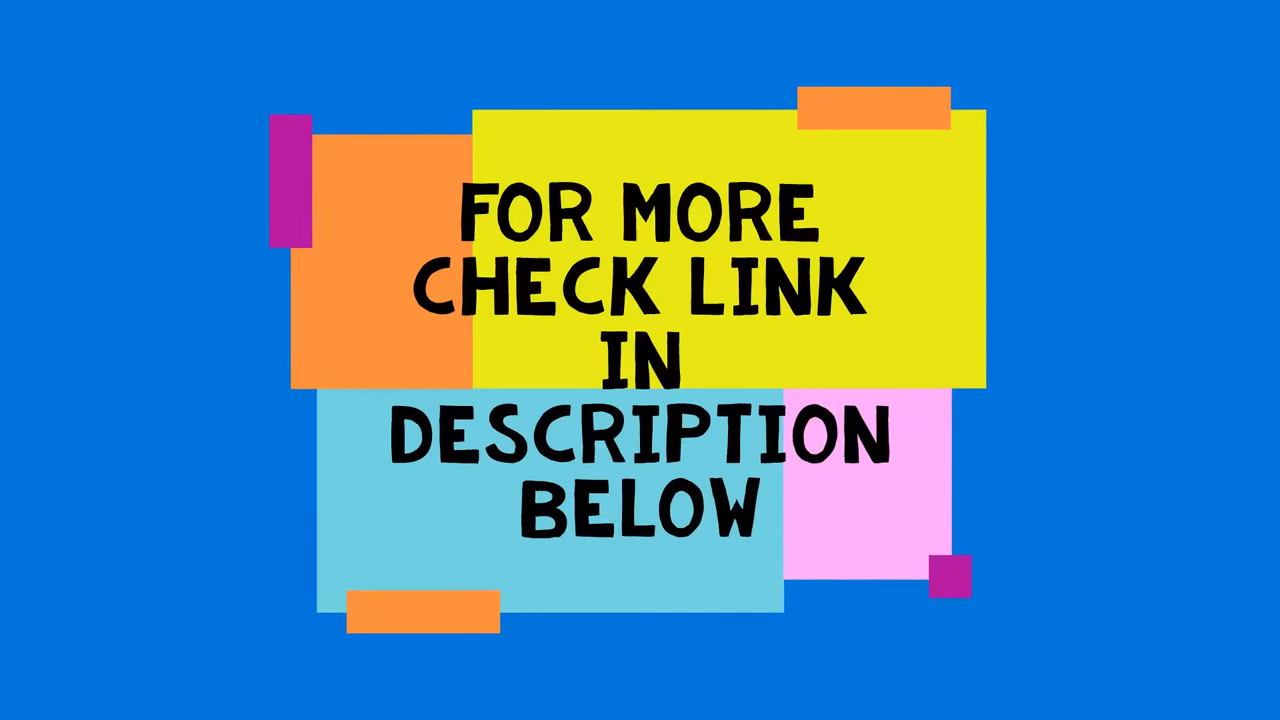 FOR MORE
CHECK LINK
IN
DESCRIPTION
BELOW